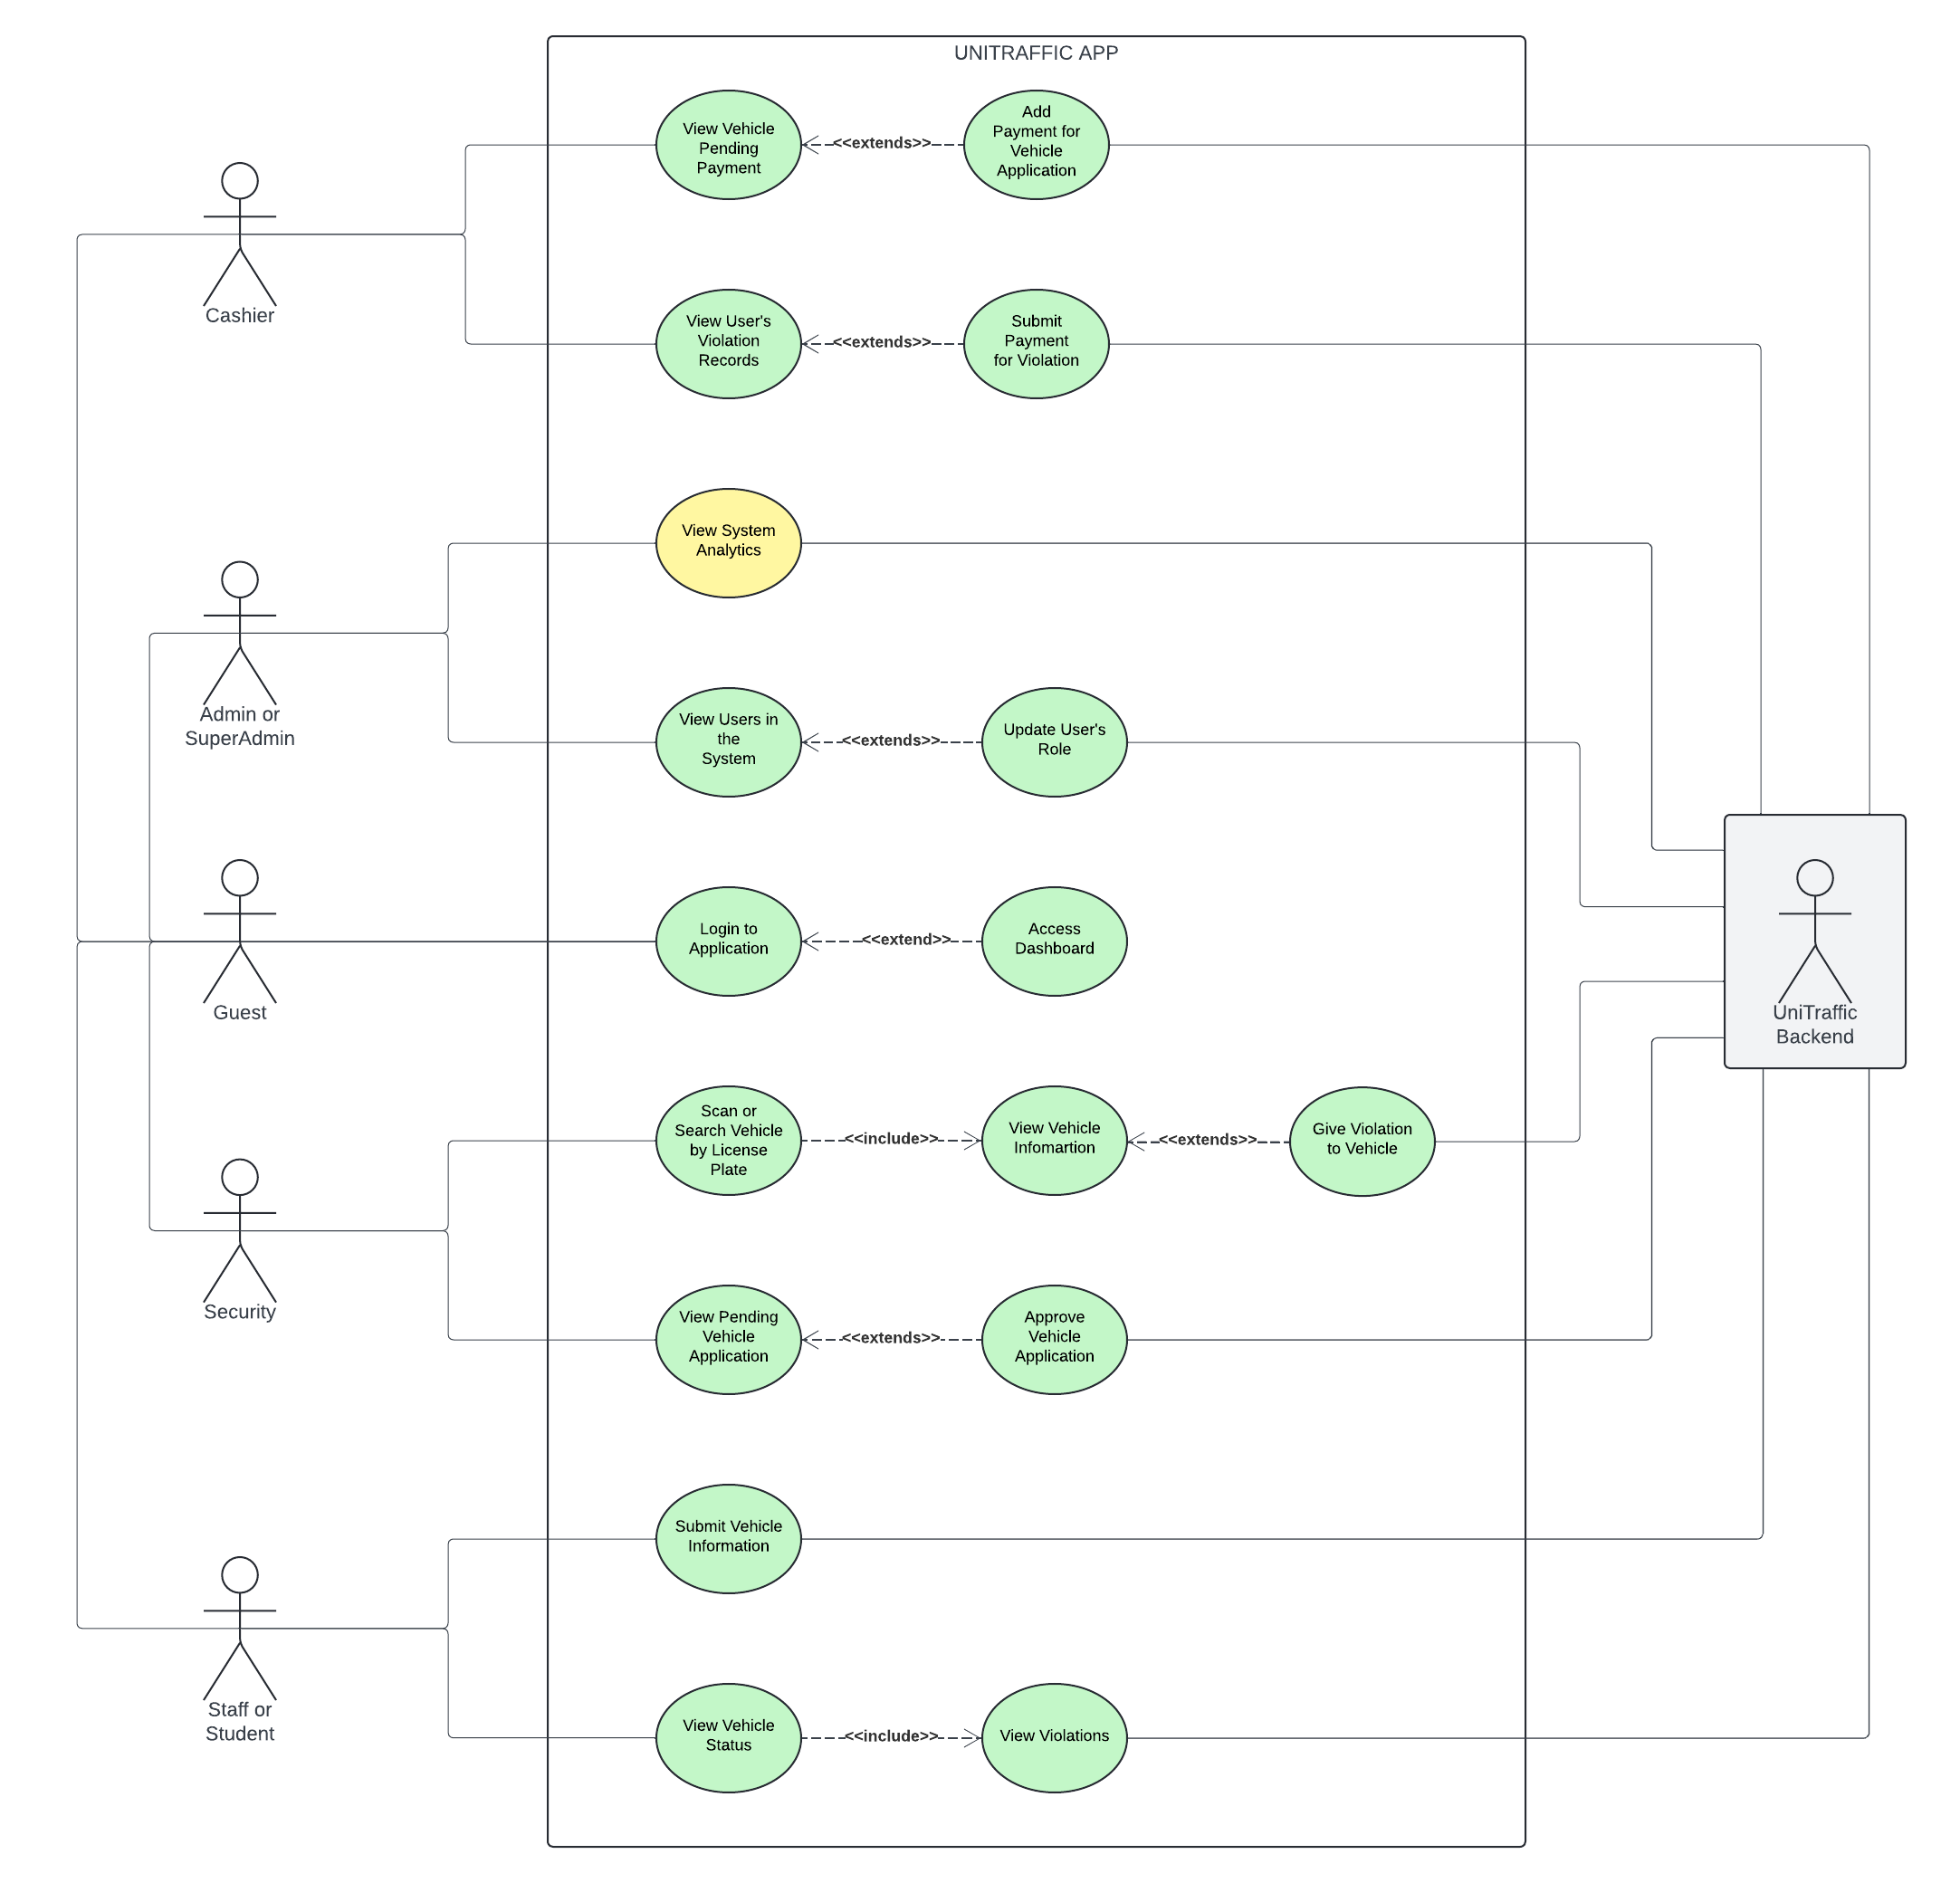 UNITRAFFIC APP
View Vehicle
Pending
Payment
<<extends>>
Add
Payment for
Vehicle
Application
Cashier
View User's
Violation
Records
<<extends>>
Submit
Payment
for Violation
View System
Analytics
Admin or
SuperAdmin
View Users in
the
System
<<extends>>
Update User's
Role
Guest
Login to
Application
<<extend>>
Access
Dashboard
UniTraffic
Backend
Scan or
Search Vehicle
by License
Plate
<<include>>
View Vehicle
Infomartion
<<extends>>
Give Violation
to Vehicle
Security
View Pending
Vehicle
Application
<<extends>>
Approve
Vehicle
Application
Submit Vehicle
Information
Staff or
Student
View Vehicle
Status
<<include>>
View Violations